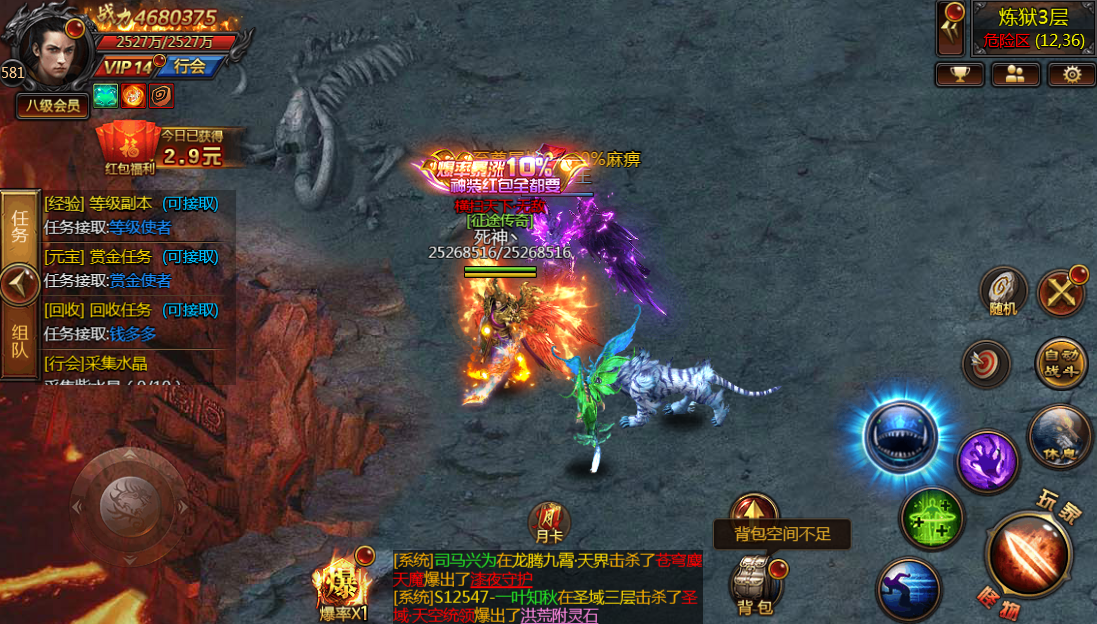 战力4680375
2527万/2527万
581
VIP14
行会
八级会员
今日已获得
2.9元
红包福利
炼狱3层
危险区 (12,36)
任务
组队
[经验] 等级副本 (可接取)
任务接取:等级使者
[元宝] 赏金任务 (可接取)
任务接取:赏金使者
[回收] 回收任务 (可接取)
任务接取:钱多多
[行会]采集水晶
%麻痹
爆率暴涨10%
神装红包全都要
横扫天下·无敌
[征途传奇]
死神丶
25268516/25268516
随机
自动战斗
休息
玩家
怪物
月卡
背包空间不足
背包
爆
爆率X1
[系统]司马兴为在龙腾九霄·天界击杀了苍穹魔
天魔爆出了漆夜守护
[系统]S12547-一叶知秋在圣域三层击杀了圣
域·天空统领爆出了洪荒附灵石